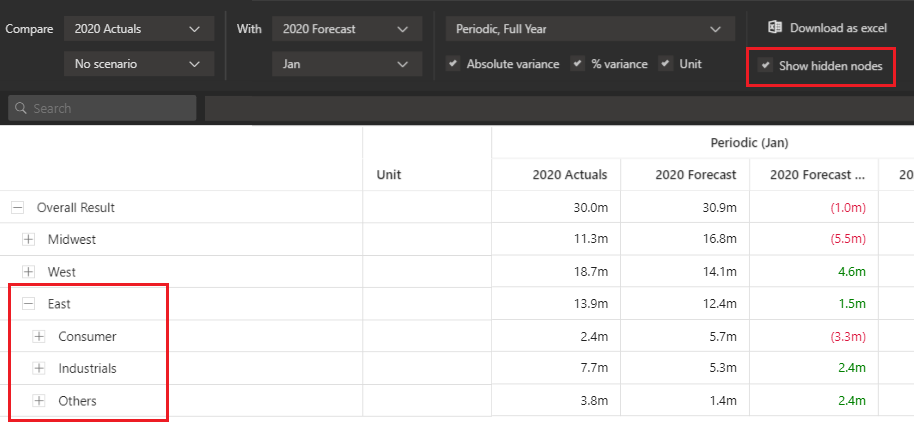 Compare 2020 Actuals With 2020 Forecast Periodic, Full Year Download as excel
No scenario Jan Absolute variance % variance Unit Show hidden nodes
Search
Periodic (Jan)
Unit 2020 Actuals 2020 Forecast 2020 Forecast ... 20
Overall Result 30.0m 30.9m (1.0m)
Midwest 11.3m 16.8m (5.5m)
West 18.7m 14.1m 4.6m
East 13.9m 12.4m 1.5m
Consumer 2.4m 5.7m (3.3m)
Industrials 7.7m 5.3m 2.4m
Others 3.8m 1.4m 2.4m